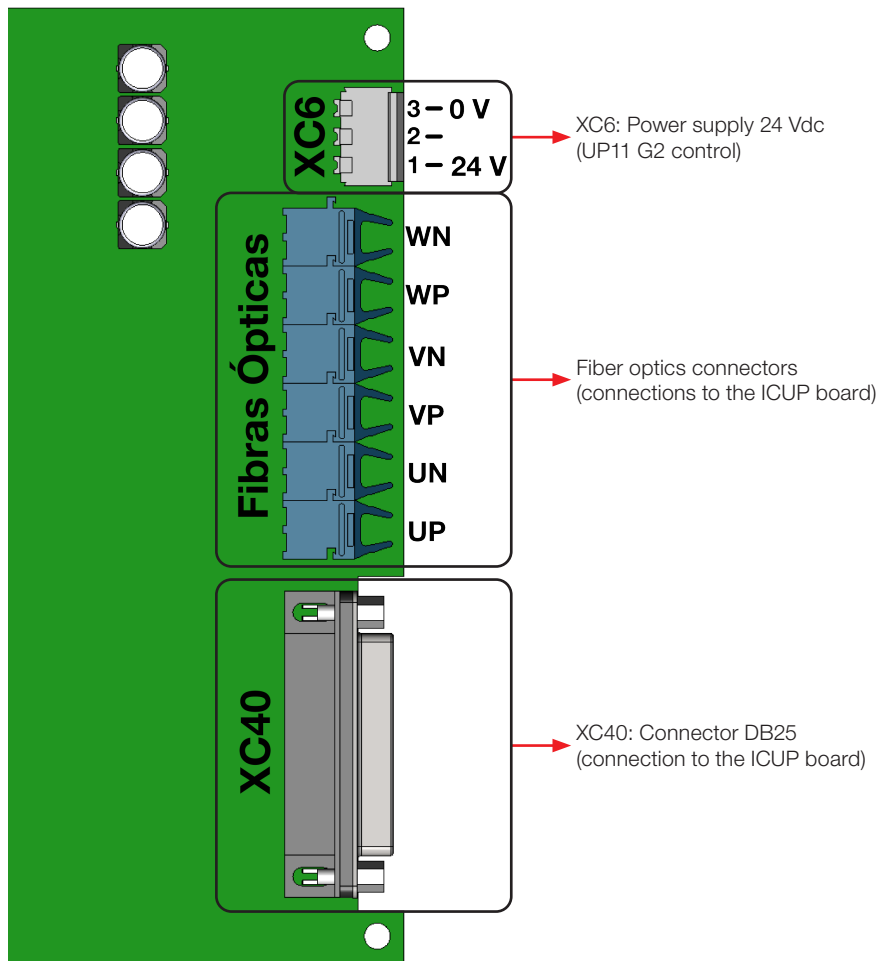 XC6
3 – 0 V
2 –
1 – 24 V
XC6: Power supply 24 Vdc
(UP11 G2 control)
Fibras Ópticas
WN
WP
VN
VP
UN
UP
Fiber optics connectors
(connections to the ICUP board)
XC40
XC40: Connector DB25
(connection to the ICUP board)